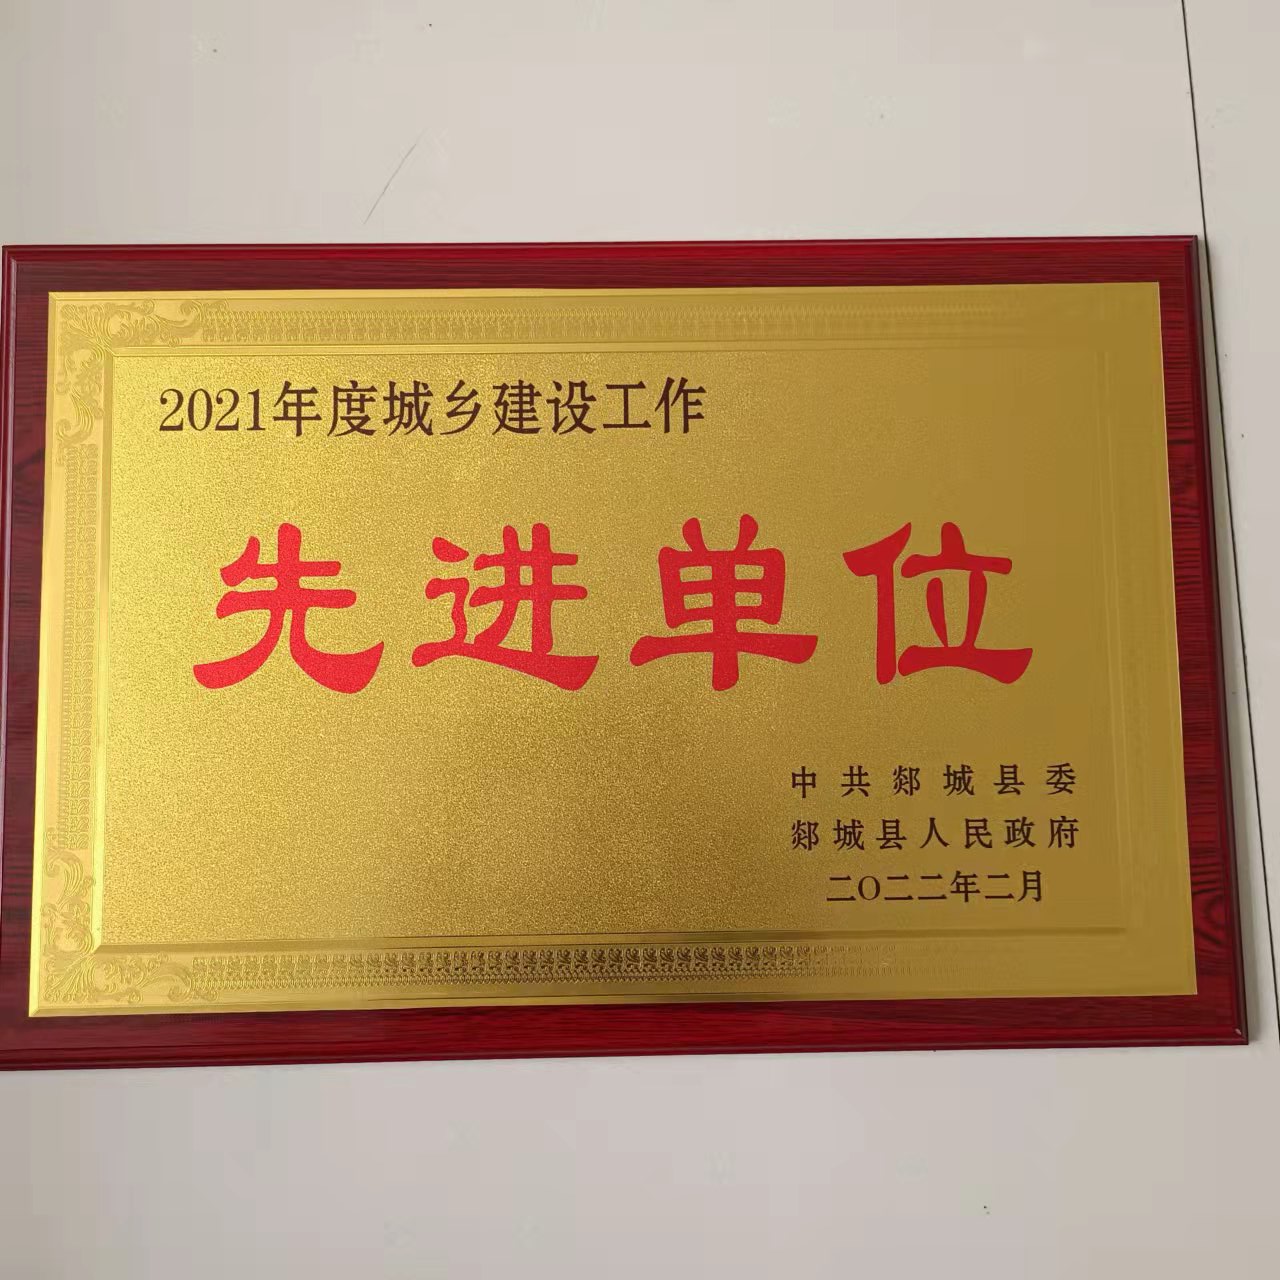 2021年度城乡建设工作
先进单位
中共郯城县委
郯城县人民政府
二〇二二年二月